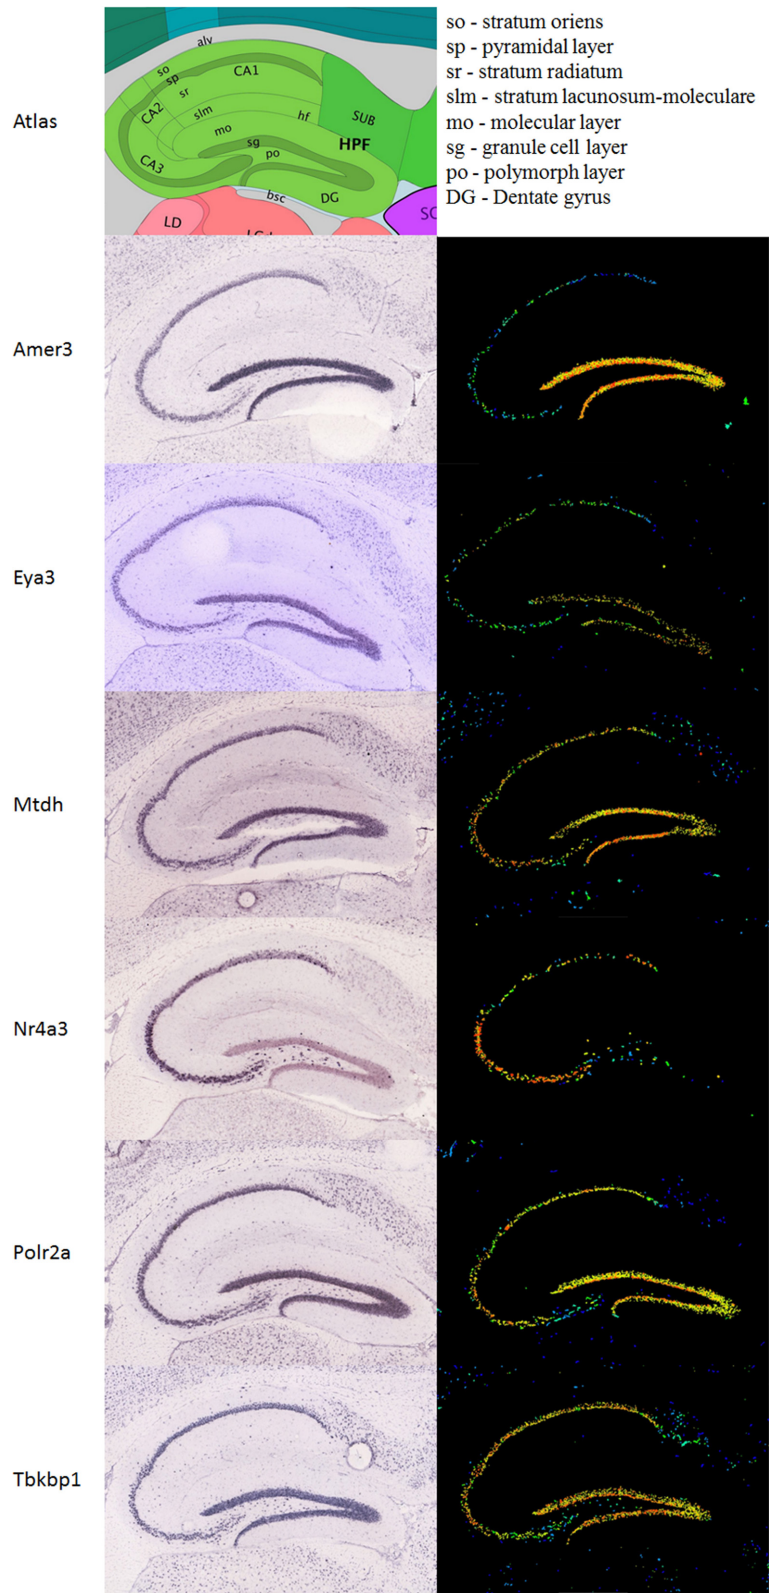 so - stratum oriens
sp - pyramidal layer
sr - stratum radiatum
slm - stratum lacunosum-moleculare
mo - molecular layer
sg - granule cell layer
po - polymorph layer
DG - Dentate gyrus
Atlas
alv
so
sp
CA1
sr
CA2
slm
hf
SUB
mo
sg
HPF
po
CA3
DG
bsc
LD
SC
Amer3
Eya3
Mtdh
Nr4a3
Polr2a
Tbkbp1